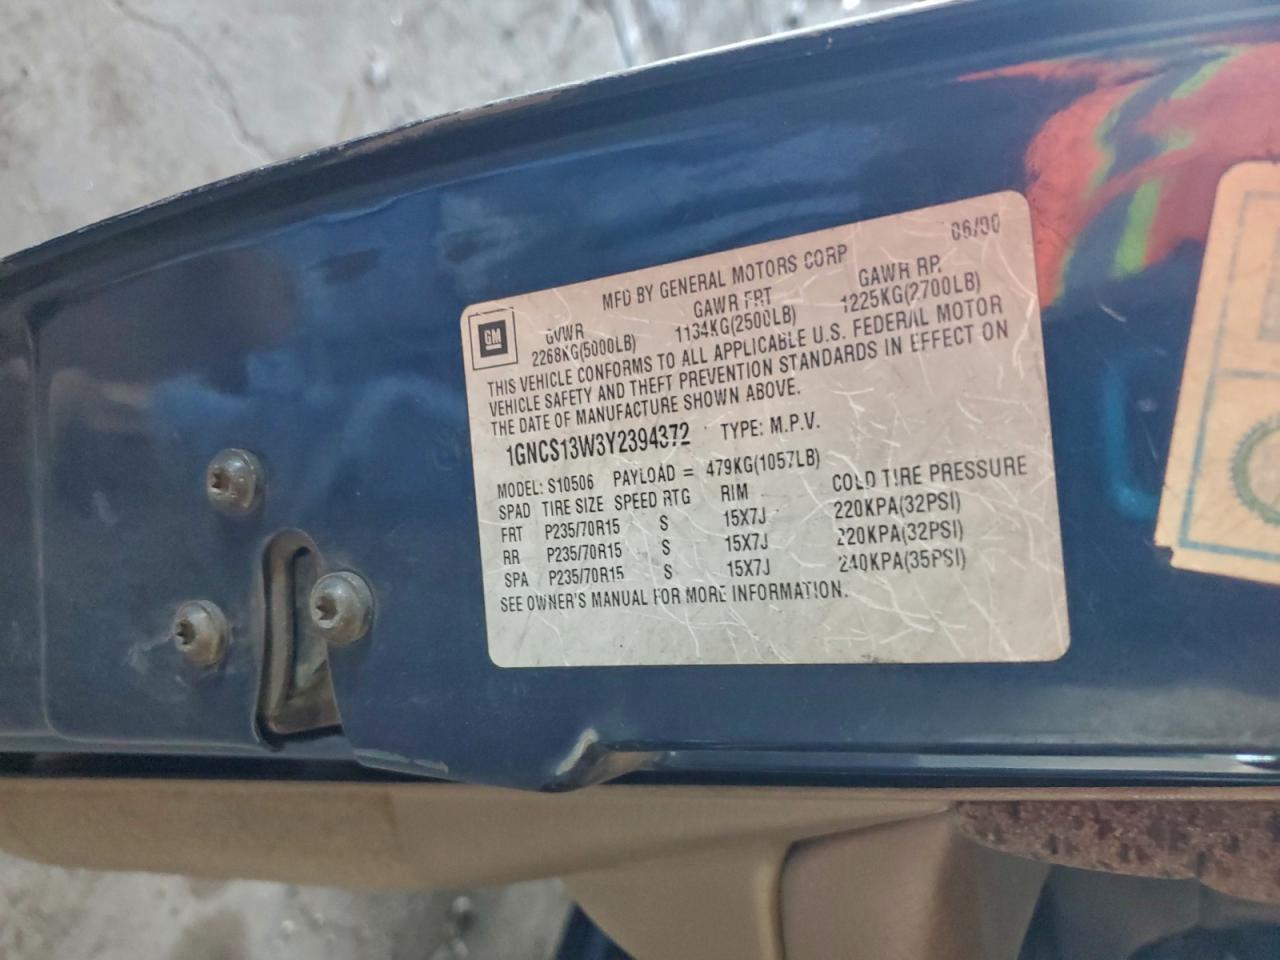 06/00
MFD BY GENERAL MOTORS CORP
GM
GVWR GAWR FRT GAWR RR
2268KG(5000LB) 1134KG(2500LB) 1225KG(2700LB)
THIS VEHICLE CONFORMS TO ALL APPLICABLE U.S. FEDERAL MOTOR
VEHICLE SAFETY AND THEFT PREVENTION STANDARDS IN EFFECT ON
THE DATE OF MANUFACTURE SHOWN ABOVE.
1GNCS13W3Y2394372 TYPE: M.P.V.
MODEL: S10506 PAYLOAD = 479KG(1057LB)
SPAD TIRE SIZE SPEED RTG RIM COLD TIRE PRESSURE
FRT P235/70R15 S 15X7J 220KPA(32PSI)
RR P235/70R15 S 15X7J 220KPA(32PSI)
SPA P235/70R15 S 15X7J 240KPA(35PSI)
SEE OWNER'S MANUAL FOR MORE INFORMATION.